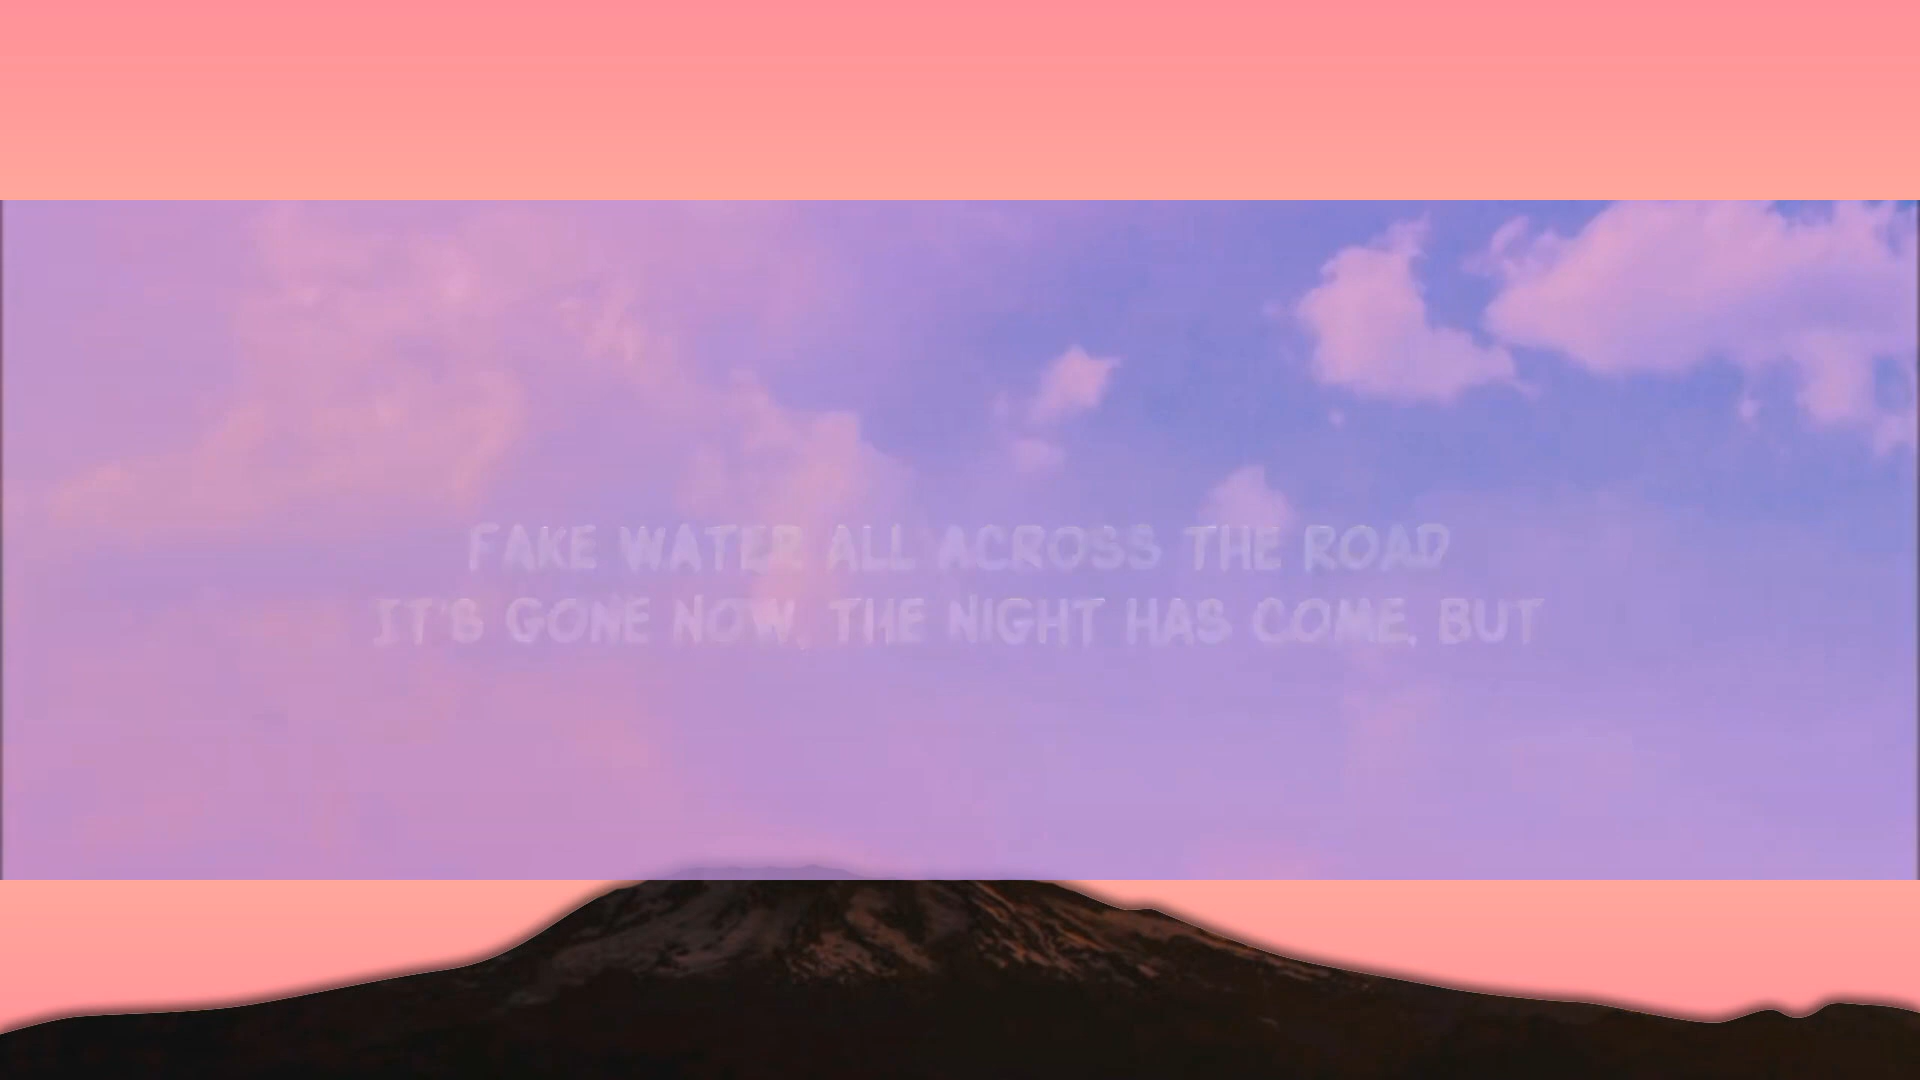 FAKE WATER ALL ACROSS THE ROAD
IT'S GONE NOW, THE NIGHT HAS COME, BUT